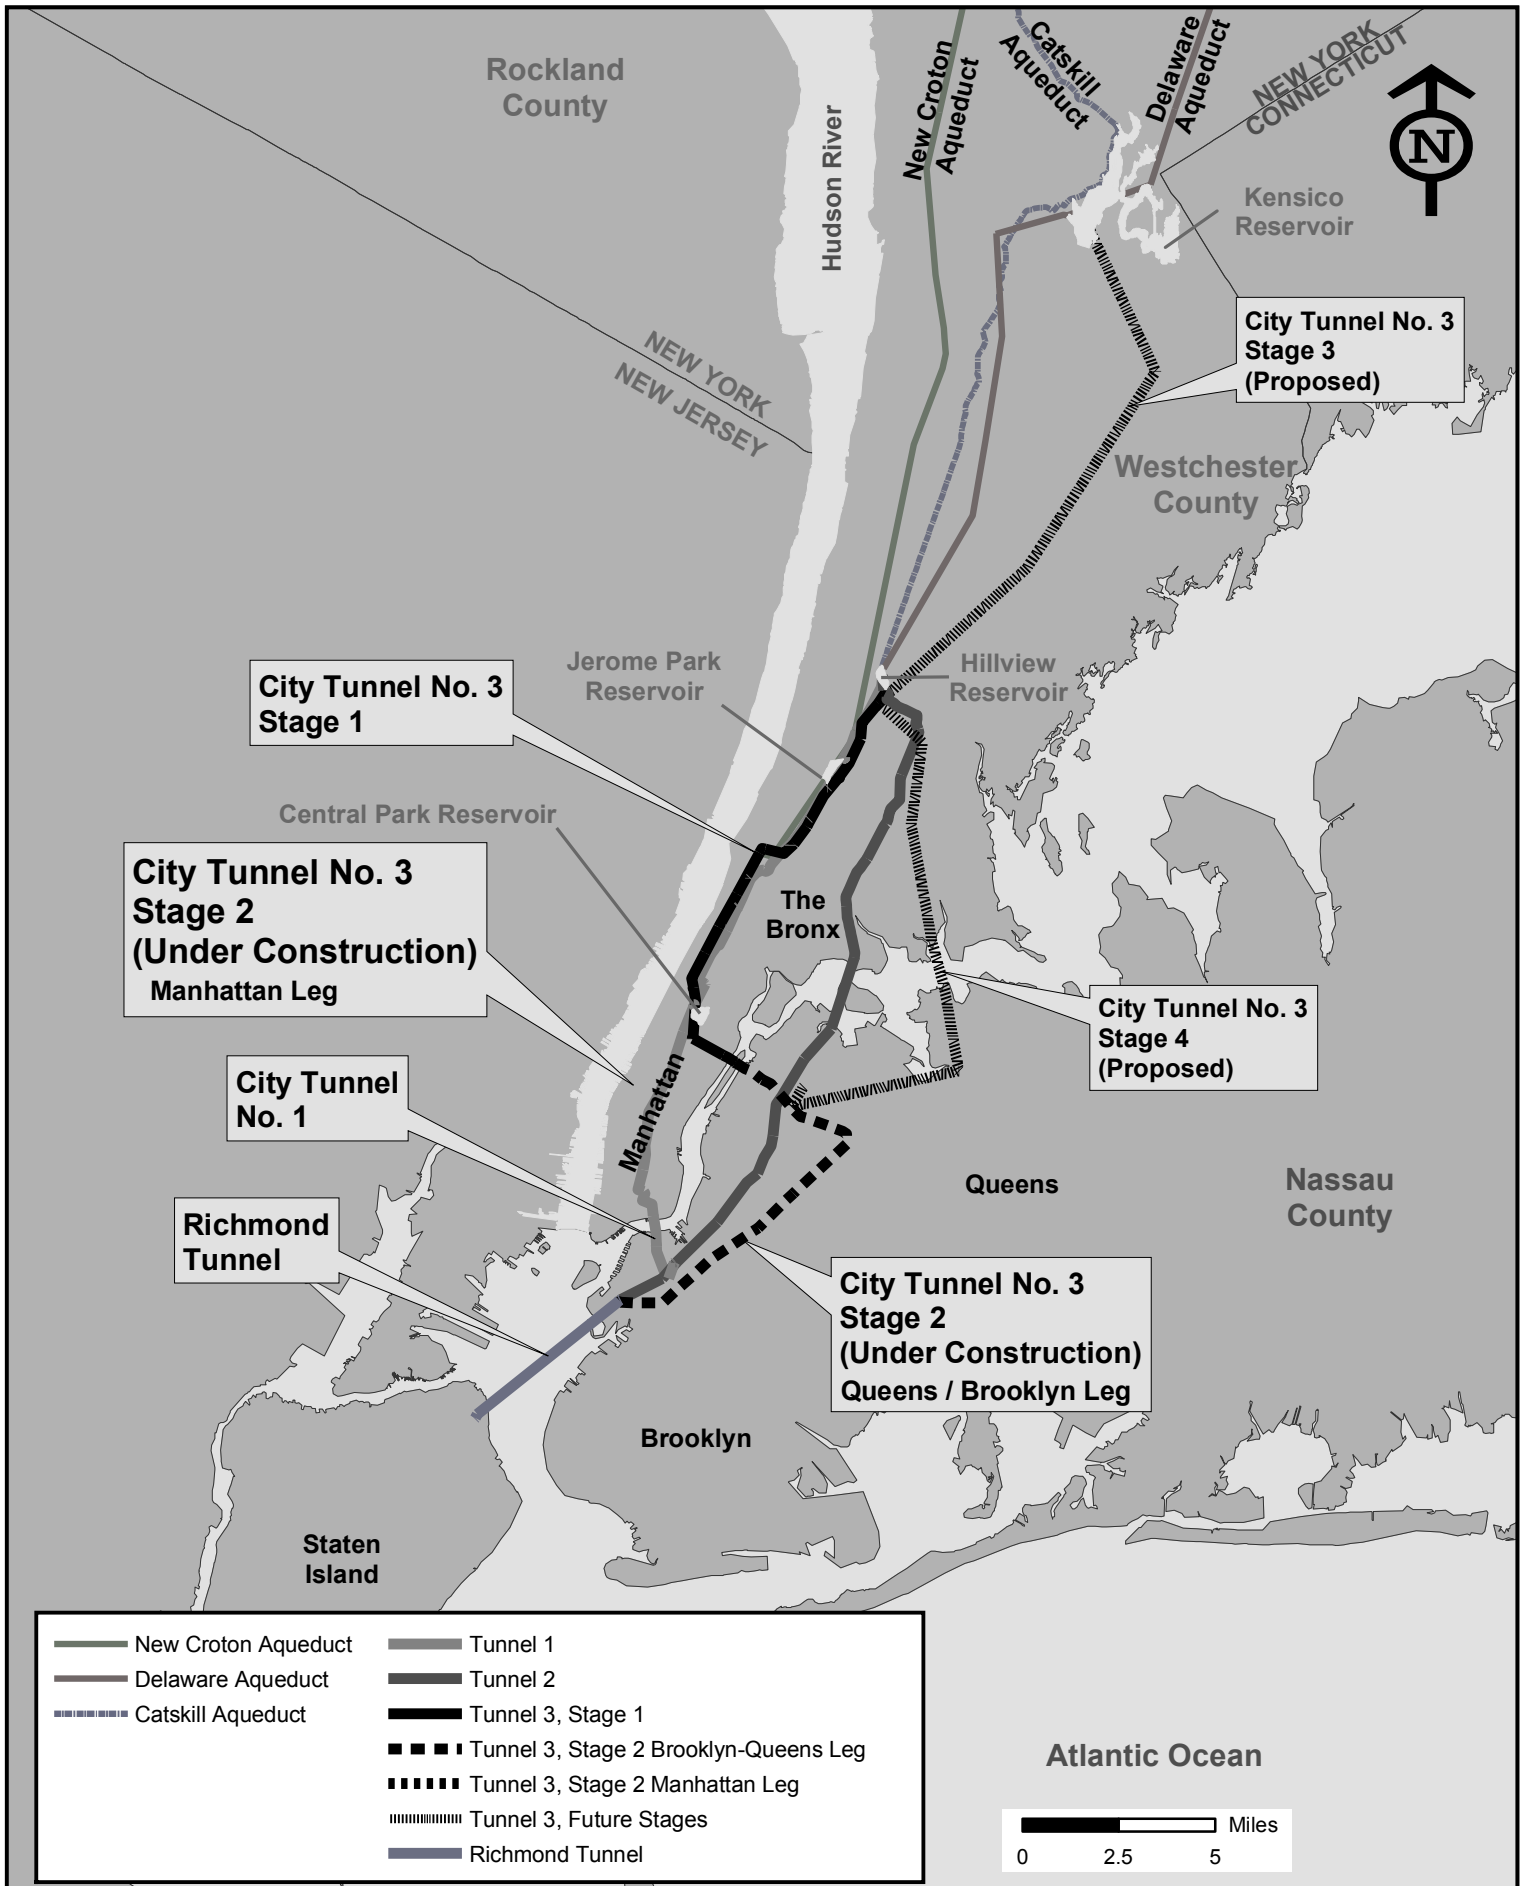 Rockland
County
Hudson River
New Croton
Aqueduct
Catskill
Aqueduct
Delaware
Aqueduct
NEW YORK
CONNECTICUT
N
Kensico
Reservoir
City Tunnel No. 3
Stage 3
(Proposed)
NEW YORK
NEW JERSEY
Westchester
County
Jerome Park
Reservoir
Hillview
Reservoir
City Tunnel No. 3
Stage 1
Central Park Reservoir
City Tunnel No. 3
Stage 2
(Under Construction)
Manhattan Leg
The
Bronx
City Tunnel No. 3
Stage 4
(Proposed)
City Tunnel
No. 1
Manhattan
Queens
Nassau
County
Richmond
Tunnel
City Tunnel No. 3
Stage 2
(Under Construction)
Queens / Brooklyn Leg
Brooklyn
Staten
Island
New Croton Aqueduct
Delaware Aqueduct
Catskill Aqueduct
Tunnel 1
Tunnel 2
Tunnel 3, Stage 1
Tunnel 3, Stage 2 Brooklyn-Queens Leg
Tunnel 3, Stage 2 Manhattan Leg
Tunnel 3, Future Stages
Richmond Tunnel
Atlantic Ocean
Miles
0 2.5 5